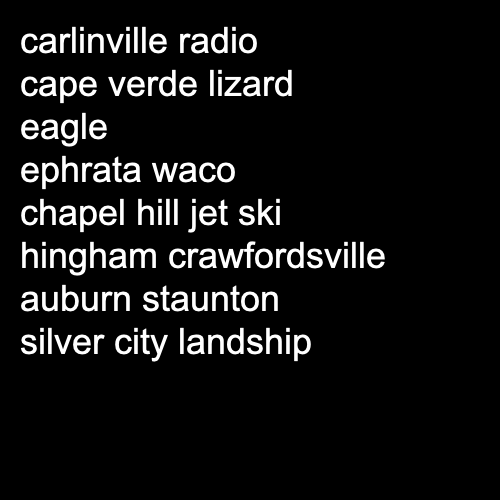 carlinville radio
cape verde lizard
eagle
ephrata waco
chapel hill jet ski
hingham crawfordsville
auburn staunton
silver city landship